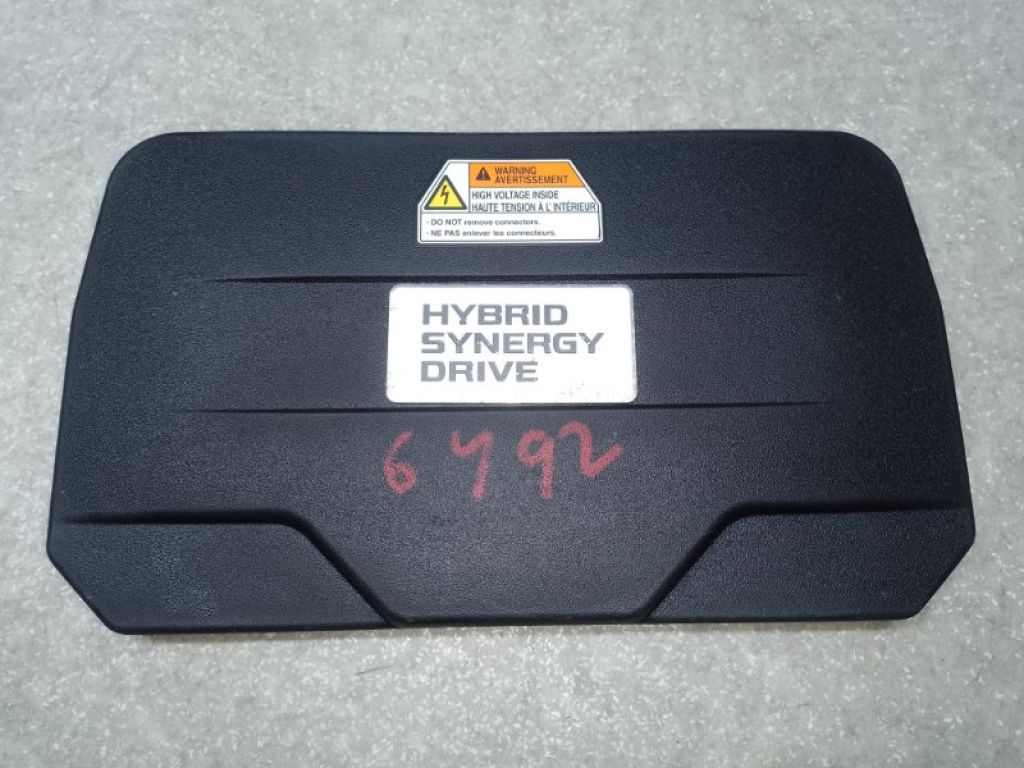 WARNING
AVERTISSEMENT
HIGH VOLTAGE INSIDE
HAUTE TENSION À L' INTÉRIEUR
· DO NOT remove connectors.
· NE PAS enlever les connecteurs.
HYBRID
SYNERGY
DRIVE
6492